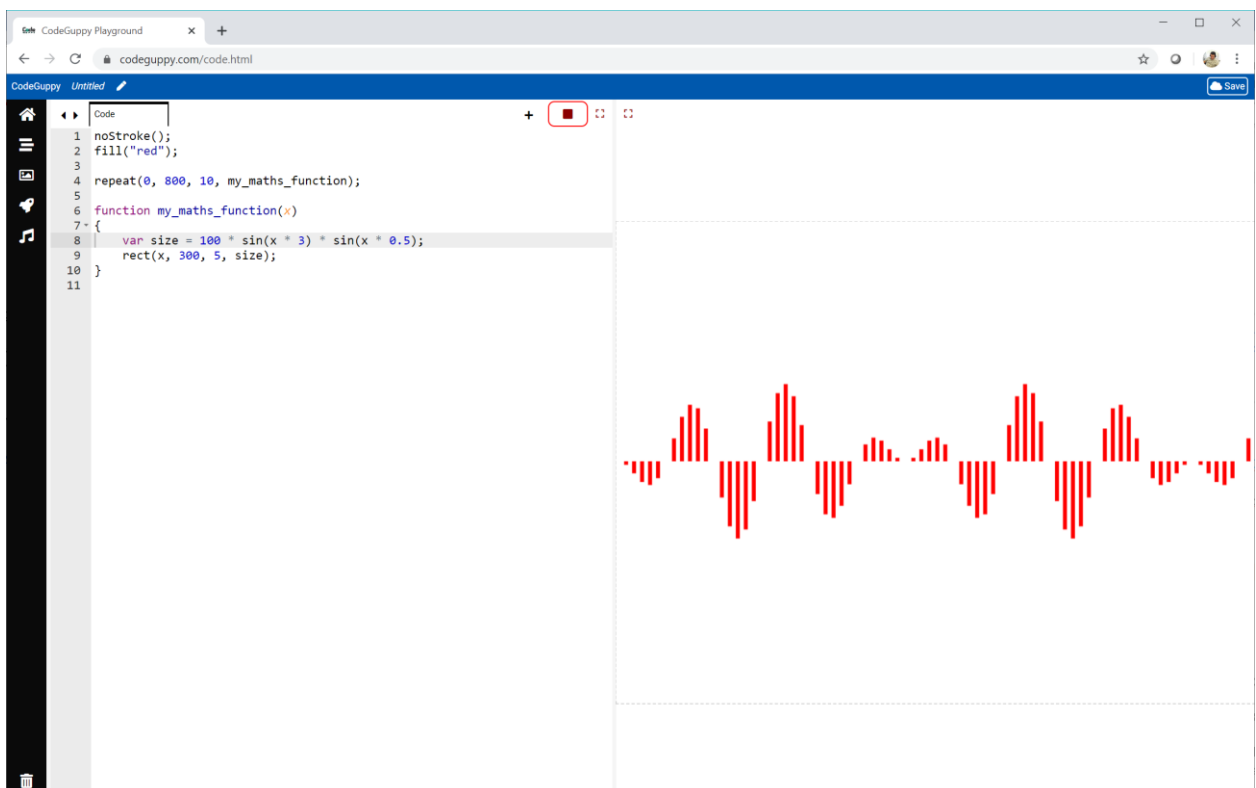 CodeGuppy Playground
codeguppy.com/code.html
CodeGuppy Untitled Save
Code
1 noStroke();
2 fill("red");
3
4 repeat(0, 800, 10, my_maths_function);
5
6 function my_maths_function(x)
7 {
8 var size = 100 * sin(x * 3) * sin(x * 0.5);
9 rect(x, 300, 5, size);
10 }
11